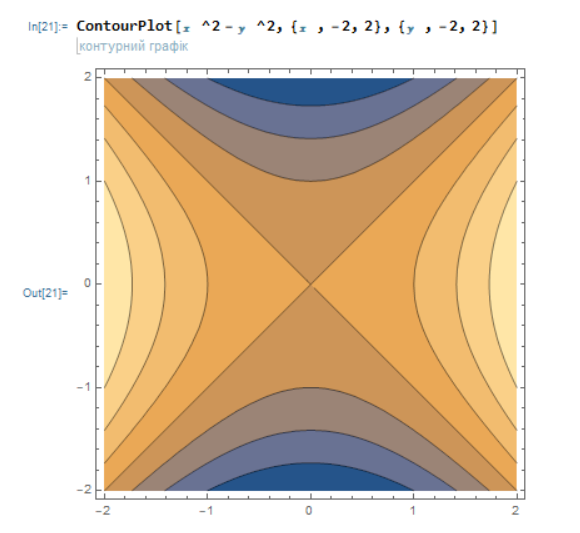 In[21]:= ContourPlot[x ^2 - y ^2, {x , -2, 2}, {y , -2, 2}]
контурний графік
2
1
Out[21]= 0
-1
-2
-2 -1 0 1 2